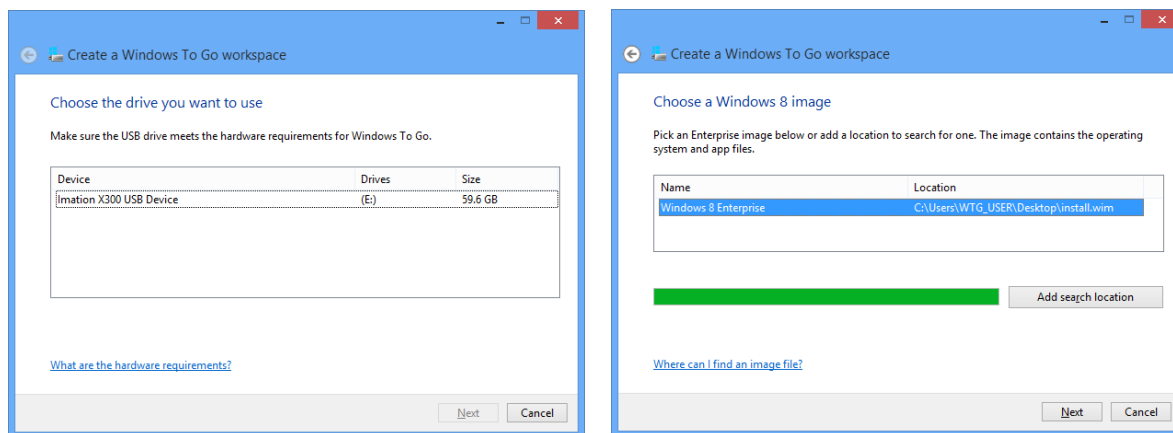 Create a Windows To Go workspace
Choose the drive you want to use
Make sure the USB drive meets the hardware requirements for Windows To Go.
Device Drives Size
Imation X300 USB Device (E:) 59.6 GB
What are the hardware requirements?
Next Cancel
Create a Windows To Go workspace
Choose a Windows 8 image
Pick an Enterprise image below or add a location to search for one. The image contains the operating
system and app files.
Name Location
Windows 8 Enterprise C:\Users\WTG_USER\Desktop\install.wim
Add search location
Where can I find an image file?
Next Cancel